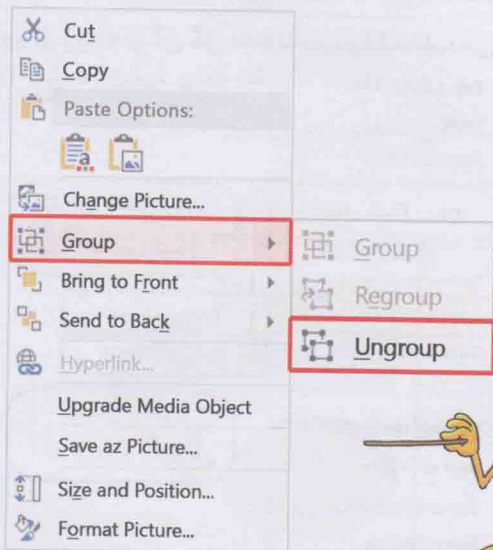 Cut
Copy
Paste Options:
Change Picture...
Group
Bring to Front
Send to Back
Hyperlink...
Upgrade Media Object
Save az Picture...
Size and Position...
Format Picture...
Group
Regroup
Ungroup